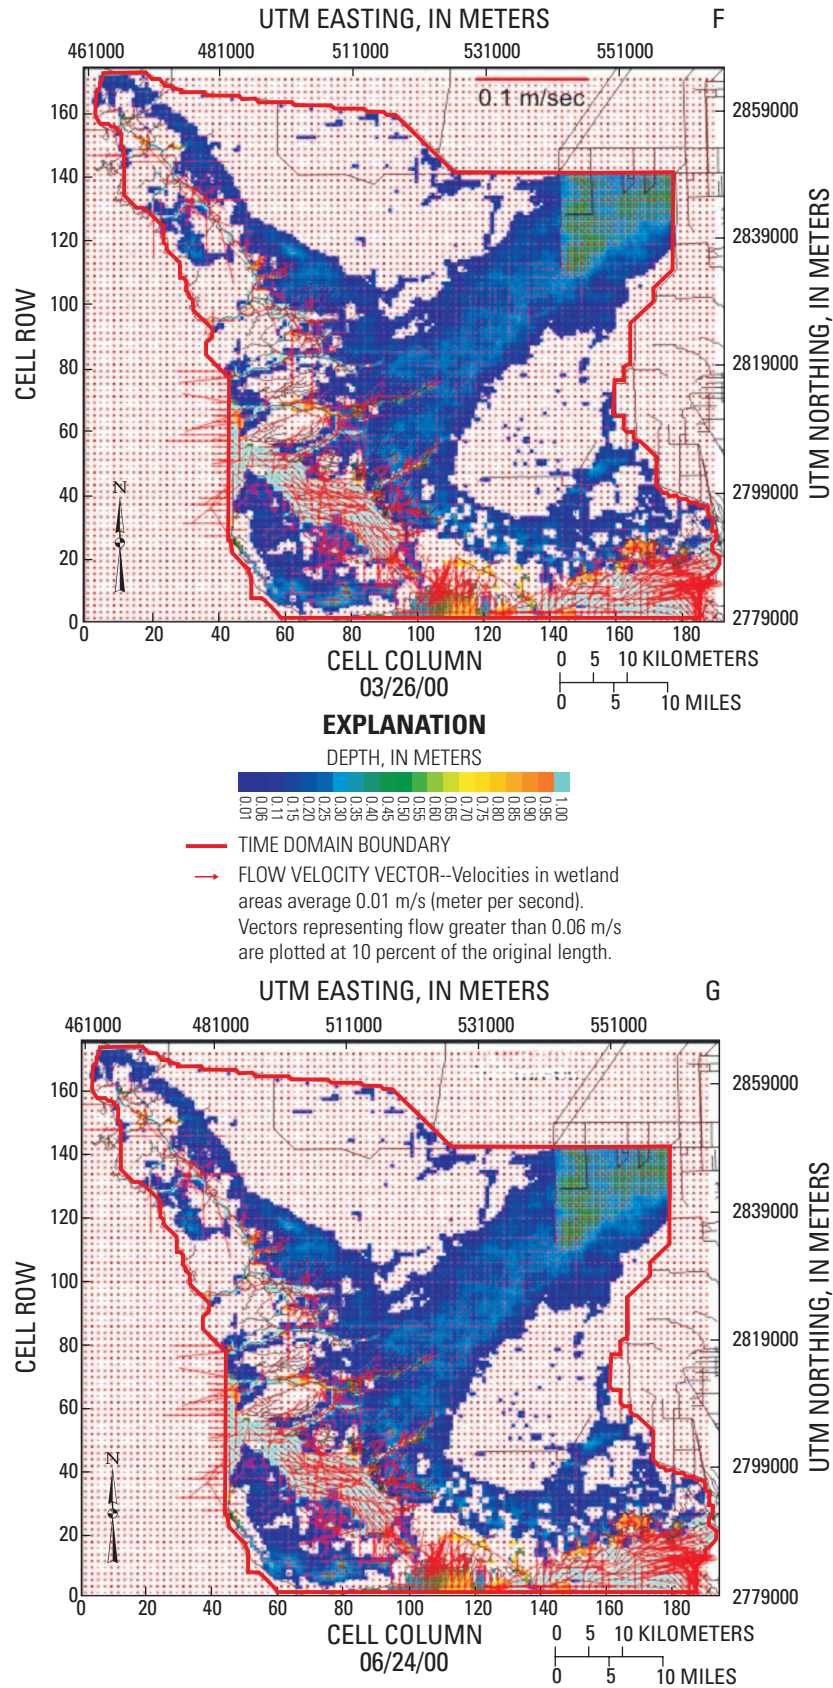 UTM EASTING, IN METERS F
461000 481000 511000 531000 551000
0.1 m/sec
160
140
120
100
80
60
40
20
0
CELL ROW
2859000
2839000
2819000
2799000
2779000
UTM NORTHING, IN METERS
N
0 20 40 60 80 100 120 140 160 180
CELL COLUMN
03/26/00
0 5 10 KILOMETERS
0 5 10 MILES
EXPLANATION
DEPTH, IN METERS
0.01 0.06 0.11 0.15 0.20 0.25 0.30 0.35 0.40 0.45 0.50 0.55 0.60 0.65 0.70 0.75 0.80 0.85 0.90 0.95 1.00
TIME DOMAIN BOUNDARY
FLOW VELOCITY VECTOR--Velocities in wetland
areas average 0.01 m/s (meter per second).
Vectors representing flow greater than 0.06 m/s
are plotted at 10 percent of the original length.
UTM EASTING, IN METERS G
461000 481000 511000 531000 551000
160
140
120
100
80
60
40
20
0
CELL ROW
2859000
2839000
2819000
2799000
2779000
UTM NORTHING, IN METERS
N
0 20 40 60 80 100 120 140 160 180
CELL COLUMN
06/24/00
0 5 10 KILOMETERS
0 5 10 MILES